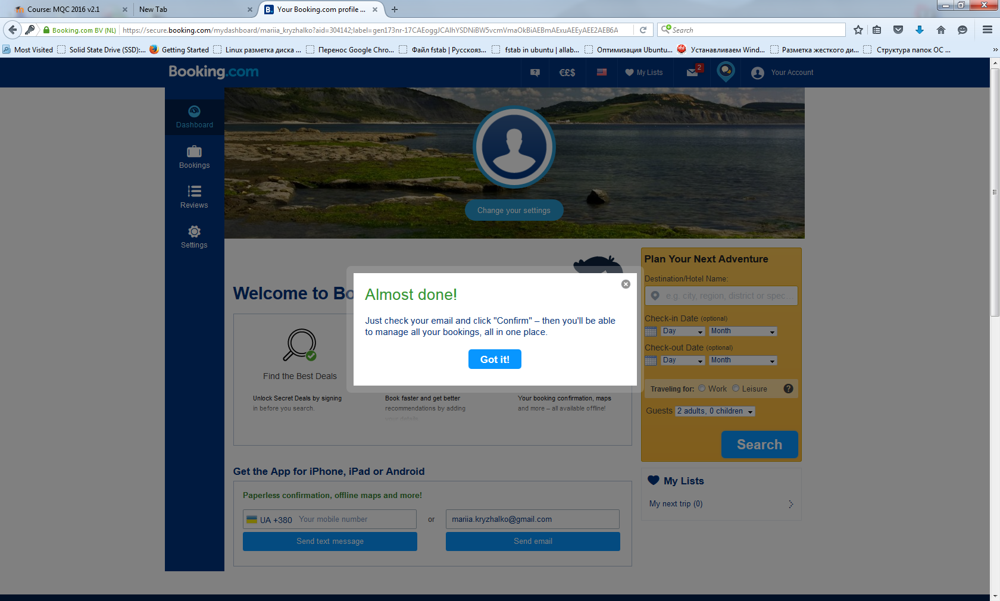 Course: MQC 2016 v2.1
New Tab
B. Your Booking.com profile ...
Booking.com BV (NL)
https://secure.booking.com/mydashboard/mariia_kryzhalko?aid=304142;label=gen173nr-17CAEoggJCAlhYSDNiBW5vcmVmaOkBiAEBmAExuAEEyAEE2AEB6A
Search
Most Visited
Solid State Drive (SSD):...
Getting Started
Linux разметка диска ...
Перенос Google Chro...
Файл fstab | Русскояз...
fstab in ubuntu | allab...
Оптимизация Ubuntu...
Устанавливаем Wind...
Разметка жесткого ди...
Структура папок ОС ...
Booking.com
€£$
My Lists
2
Your Account
Dashboard
Bookings
Reviews
Settings
Change your settings
Welcome to Bo
Almost done!
Just check your email and click "Confirm" – then you'll be able
to manage all your bookings, all in one place.
Got it!
Find the Best Deals
Unlock Secret Deals by signing
in before you search.
Book faster and get better
recommendations by adding
your details
Your booking confirmation, maps
and more – all available offline!
Plan Your Next Adventure
Destination/Hotel Name:
e.g. city, region, district or spec...
Check-in Date (optional)
Day
Month
Check-out Date (optional)
Day
Month
Traveling for: Work Leisure
Guests 2 adults, 0 children
Search
Get the App for iPhone, iPad or Android
Paperless confirmation, offline maps and more!
UA +380 Your mobile number
or
mariia.kryzhalko@gmail.com
Send text message
Send email
My Lists
My next trip (0)